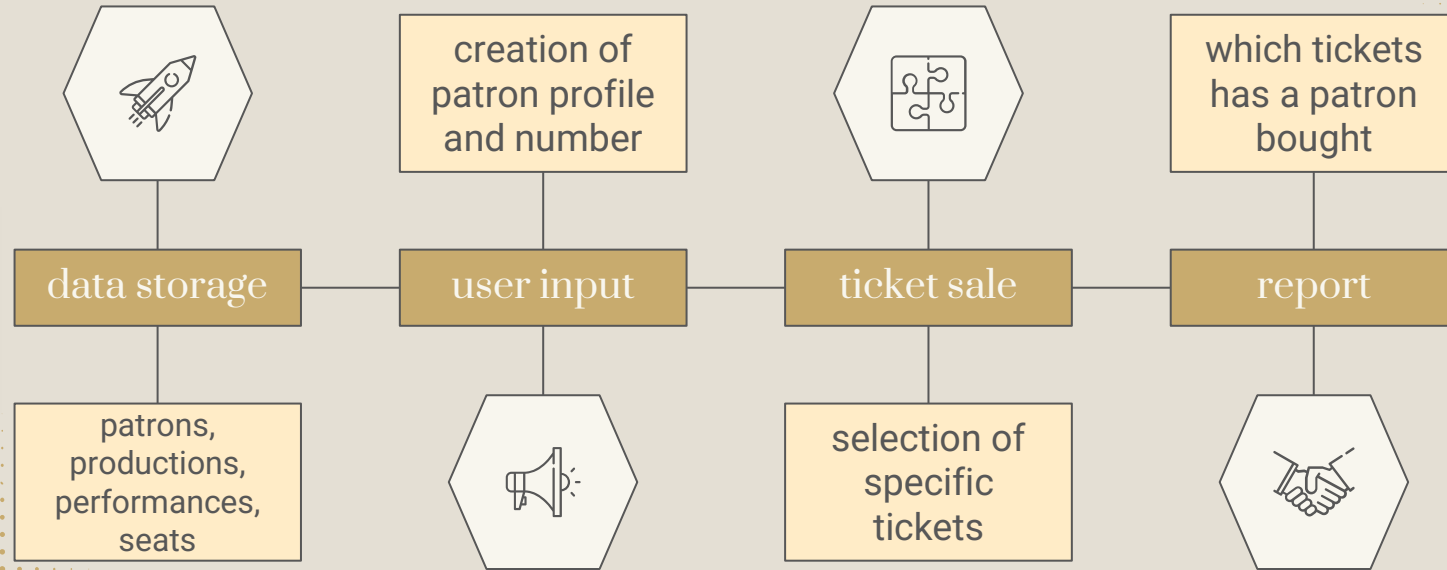 creation of
patron profile
and number
which tickets
has a patron
bought
data storage
user input
ticket sale
report
patrons,
productions,
performances,
seats
selection of
specific
tickets